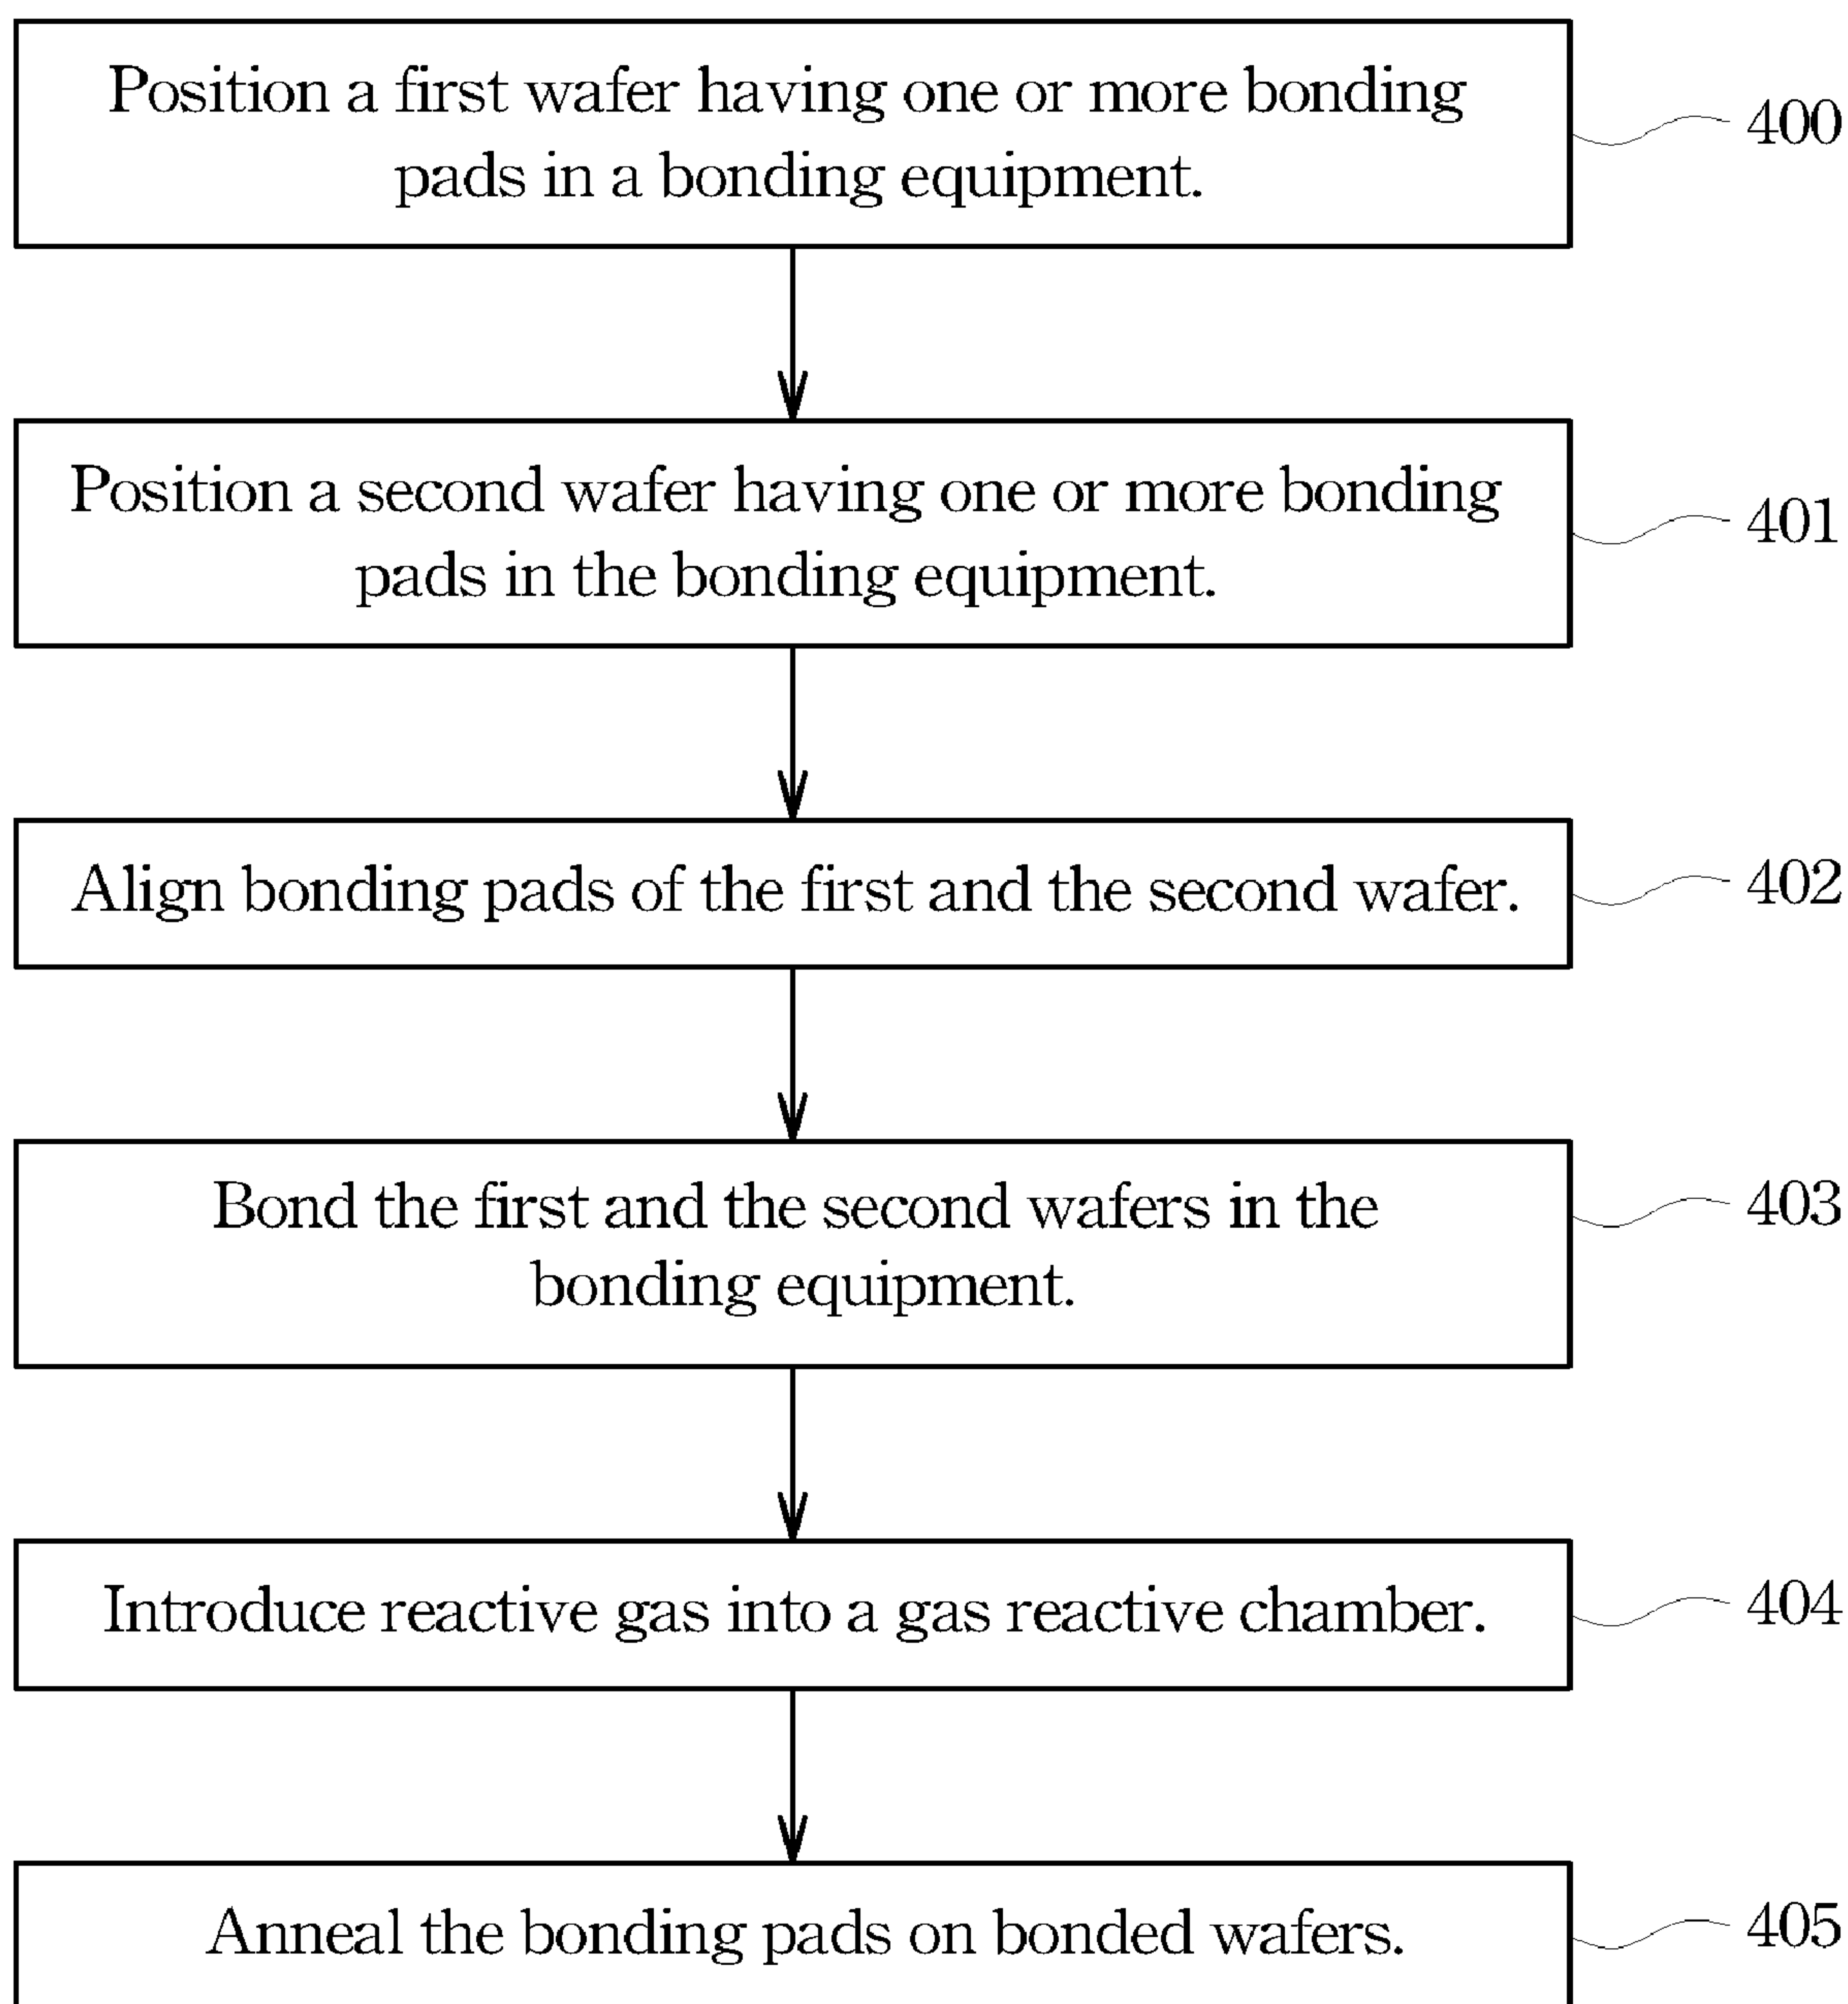 Position a first wafer having one or more bonding
pads in a bonding equipment.
400
Position a second wafer having one or more bonding
pads in the bonding equipment.
401
Align bonding pads of the first and the second wafer.
402
Bond the first and the second wafers in the
bonding equipment.
403
Introduce reactive gas into a gas reactive chamber.
404
Anneal the bonding pads on bonded wafers.
405